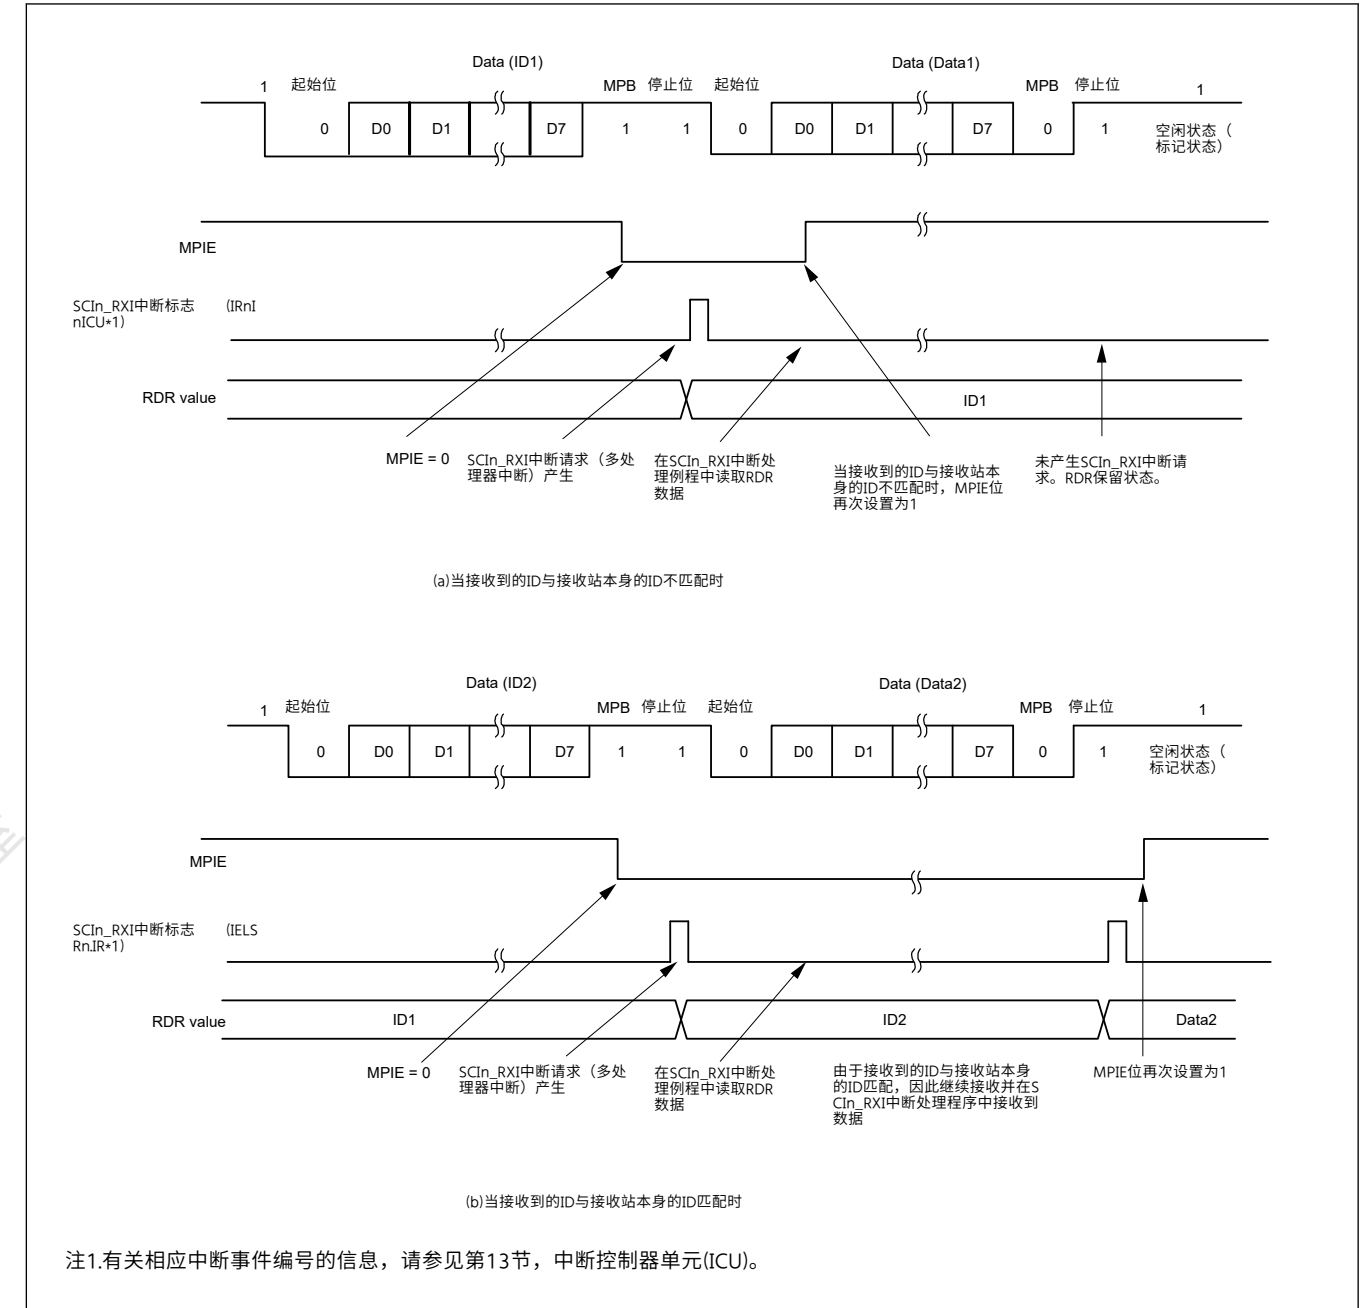 Data (ID1)
Data (Data1)
1 起始位 MPB 停止位 起始位 MPB 停止位 1
0 D0 D1 D7 1 1 0 D0 D1 D7 0 1 空闲状态（
标记状态）
MPIE
SCIn_RXI中断标志 (IRnI
nICU*1)
RDR value
ID1
MPIE = 0
SCIn_RXI中断请求（多处
理器中断）产生
在SCIn_RXI中断处
理例程中读取RDR
数据
当接收到的ID与接收站本
身的ID不匹配时，MPIE位
再次设置为1
未产生SCIn_RXI中断请
求。RDR保留状态。
(a)当接收到的ID与接收站本身的ID不匹配时
Data (ID2)
Data (Data2)
1 起始位 MPB 停止位 起始位 MPB 停止位 1
0 D0 D1 D7 1 1 0 D0 D1 D7 0 1 空闲状态（
标记状态）
MPIE
SCIn_RXI中断标志 (IELS
Rn.IR*1)
RDR value
ID1 ID2 Data2
MPIE = 0
SCIn_RXI中断请求（多处
理器中断）产生
在SCIn_RXI中断处
理例程中读取RDR
数据
由于接收到的ID与接收站本身
的ID匹配，因此继续接收并在S
CIn_RXI中断处理程序中接收到
数据
MPIE位再次设置为1
(b)当接收到的ID与接收站本身的ID匹配时
注1.有关相应中断事件编号的信息，请参见第13节，中断控制器单元(ICU)。